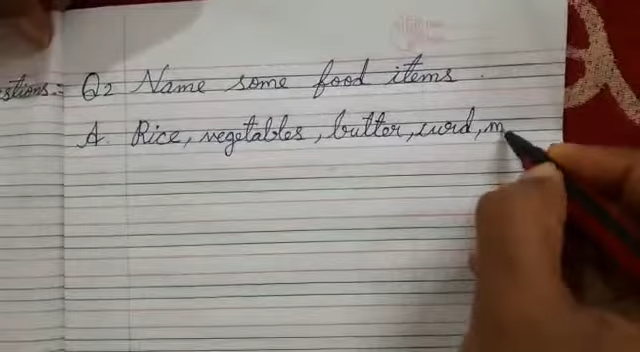 stions:- Q2 Name some food items.
A. Rice, vegetables, butter, curd, m